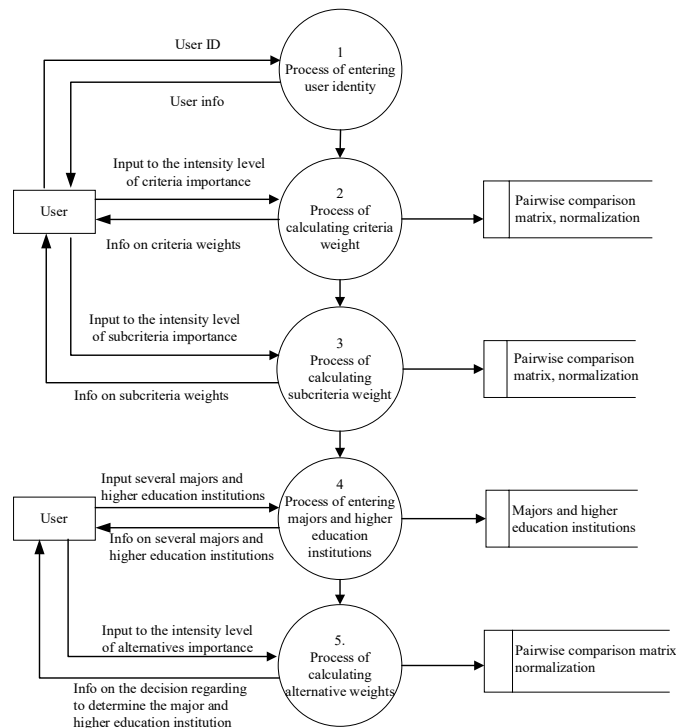 User ID
1
Process of entering
user identity
User info
Input to the intensity level
of criteria importance
2
Process of
calculating criteria
weight
Pairwise comparison
matrix, normalization
User
Info on criteria weights
Input to the intensity level
of subcriteria importance
3
Process of
calculating
subcriteria weight
Pairwise comparison
matrix, normalization
Info on subcriteria weights
Input several majors and
higher education institutions
4
Process of entering
majors and higher
education
institutions
Majors and higher
education institutions
User
Info on several majors and
higher education institutions
Input to the intensity level
of alternatives importance
5.
Process of
calculating
alternative weights
Pairwise comparison matrix
normalization
Info on the decision regarding
to determine the major and
higher education institution